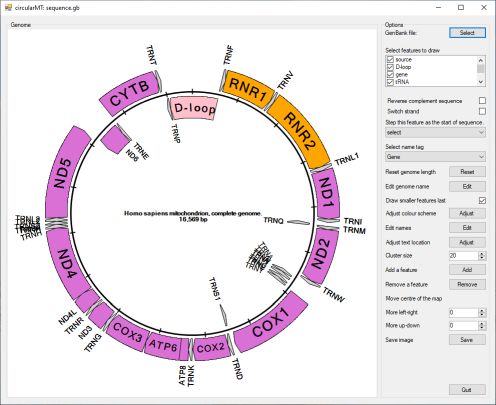 circularMT: sequence.gb
Genome
TRNT
TRNF
CYTB
D-loop
RNR1
TRNV
TRNP
RNR2
TRNE
ND6
TRNL1
ND5
ND1
Homo sapiens mitochondrion, complete genome.
16,569 bp
TRNQ
TRNI
TRNM
TRNL2
TRNH
ND4
ND2
TRNW
TRNS1
COX1
ND4L
TRNR
ND3
TRNG
COX3
ATP6
COX2
TRND
ATP8
TRNK
Options
GenBank file:
Select
Select features to draw
source
D-loop
gene
tRNA
Reverse complement sequence
Switch strand
Step this feature as the start of sequence.
select
Select name tag
Gene
Reset genome length
Reset
Edit genome name
Edit
Draw smaller features last
Adjust colour scheme
Adjust
Edit names
Edit
Adjust text location
Adjust
Cluster size
20
Add a feature
Add
Remove a feature
Remove
Move centre of the map
More left-right
0
More up-down
0
Save image
Save
Quit